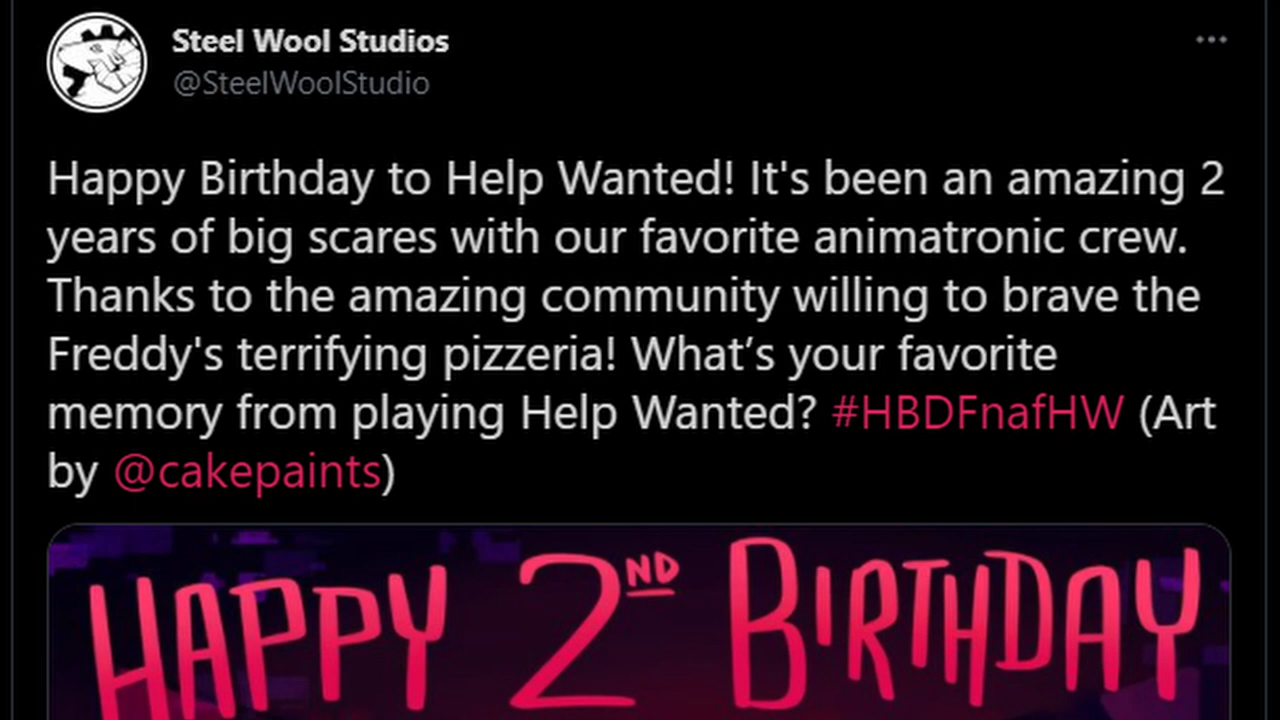 Steel Wool Studios
@SteelWoolStudio
Happy Birthday to Help Wanted! It's been an amazing 2
years of big scares with our favorite animatronic crew.
Thanks to the amazing community willing to brave the
Freddy's terrifying pizzeria! What’s your favorite
memory from playing Help Wanted? #HBDFnafHW (Art
by @cakepaints)
HAPPY 2ND BIRTHDAY